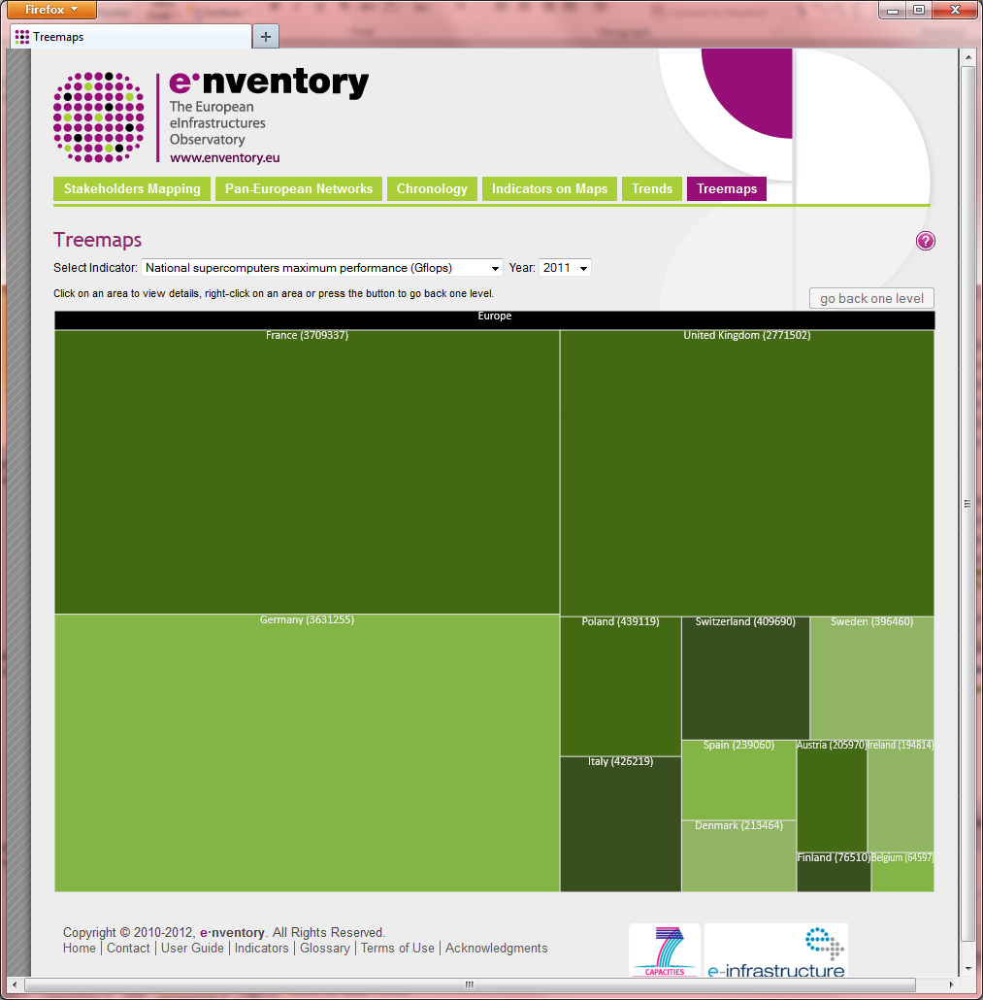 Firefox
Treemaps
e·nventory
The European
eInfrastructures
Observatory
www.enventory.eu
Stakeholders Mapping Pan-European Networks Chronology Indicators on Maps Trends Treemaps
Treemaps
?
Select Indicator: National supercomputers maximum performance (Gflops) Year: 2011
Click on an area to view details, right-click on an area or press the button to go back one level.
go back one level
Europe
France (3709337) United Kingdom (2771502)
Germany (3631255) Poland (439119) Switzerland (409690) Sweden (396460)
Spain (239060) Austria (205970) Ireland (194814)
Italy (426219)
Denmark (213464)
Finland (76510) Belgium (64597)
Copyright © 2010-2012, e·nventory. All Rights Reserved.
Home | Contact | User Guide | Indicators | Glossary | Terms of Use | Acknowledgments
7
CAPACITIES
e-infrastructure